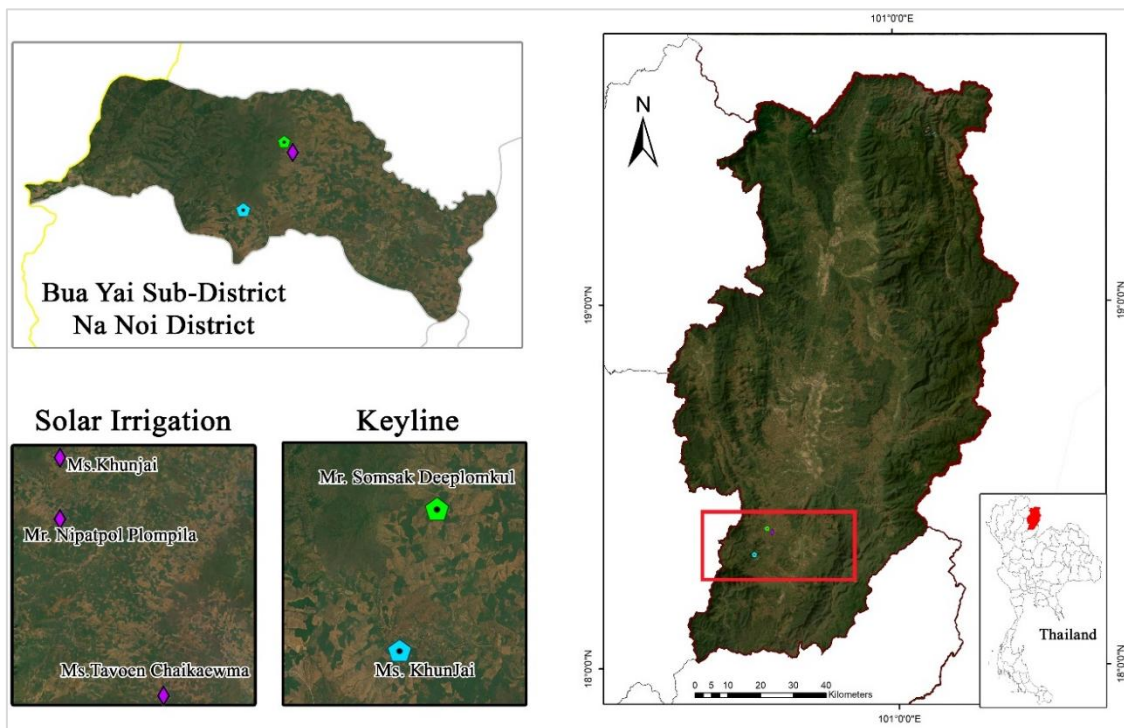 Bua Yai Sub-District
Na Noi District
Solar Irrigation
Ms.Khunjai
Mr. Nipatpol Plompila
Ms.Tavoen Chaikaewma
Keyline
Mr. Somsak Deeplomkul
Ms. KhunJai
101°0'0"E
N
19°0'0"N
19°0'0"N
18°0'0"N
18°0'0"N
Thailand
0 5 10 20 30 40
Kilometers
101°0'0"E